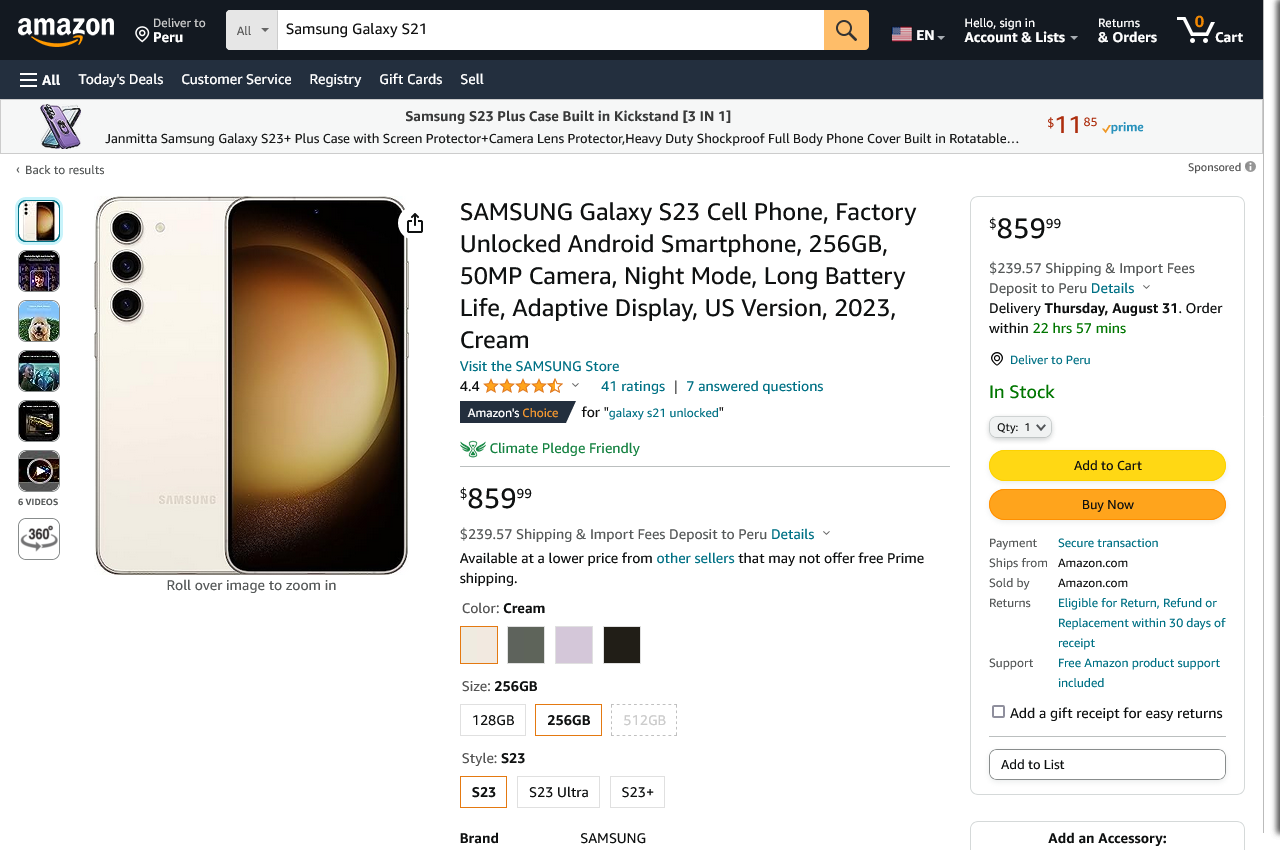 amazon
Deliver to
Peru
All
Samsung Galaxy S21
EN
Hello, sign in
Account & Lists
Returns
& Orders
0
Cart
All
Today's Deals
Customer Service
Registry
Gift Cards
Sell
Samsung S23 Plus Case Built in Kickstand [3 IN 1]
Janmitta Samsung Galaxy S23+ Plus Case with Screen Protector+Camera Lens Protector,Heavy Duty Shockproof Full Body Phone Cover Built in Rotatable…
$11 85 prime
‹ Back to results
Sponsored
6 VIDEOS
360°
SAMSUNG
Roll over image to zoom in
SAMSUNG Galaxy S23 Cell Phone, Factory
Unlocked Android Smartphone, 256GB,
50MP Camera, Night Mode, Long Battery
Life, Adaptive Display, US Version, 2023,
Cream
Visit the SAMSUNG Store
4.4 41 ratings | 7 answered questions
Amazon's Choice for "galaxy s21 unlocked"
Climate Pledge Friendly
$859 99
$239.57 Shipping & Import Fees Deposit to Peru Details
Available at a lower price from other sellers that may not offer free Prime
shipping.
Color: Cream
Size: 256GB
128GB 256GB 512GB
Style: S23
S23 S23 Ultra S23+
Brand SAMSUNG
$859 99
$239.57 Shipping & Import Fees
Deposit to Peru Details
Delivery Thursday, August 31. Order
within 22 hrs 57 mins
Deliver to Peru
In Stock
Qty: 1
Add to Cart
Buy Now
Payment Secure transaction
Ships from Amazon.com
Sold by Amazon.com
Returns Eligible for Return, Refund or
Replacement within 30 days of
receipt
Support Free Amazon product support
included
Add a gift receipt for easy returns
Add to List
Add an Accessory: